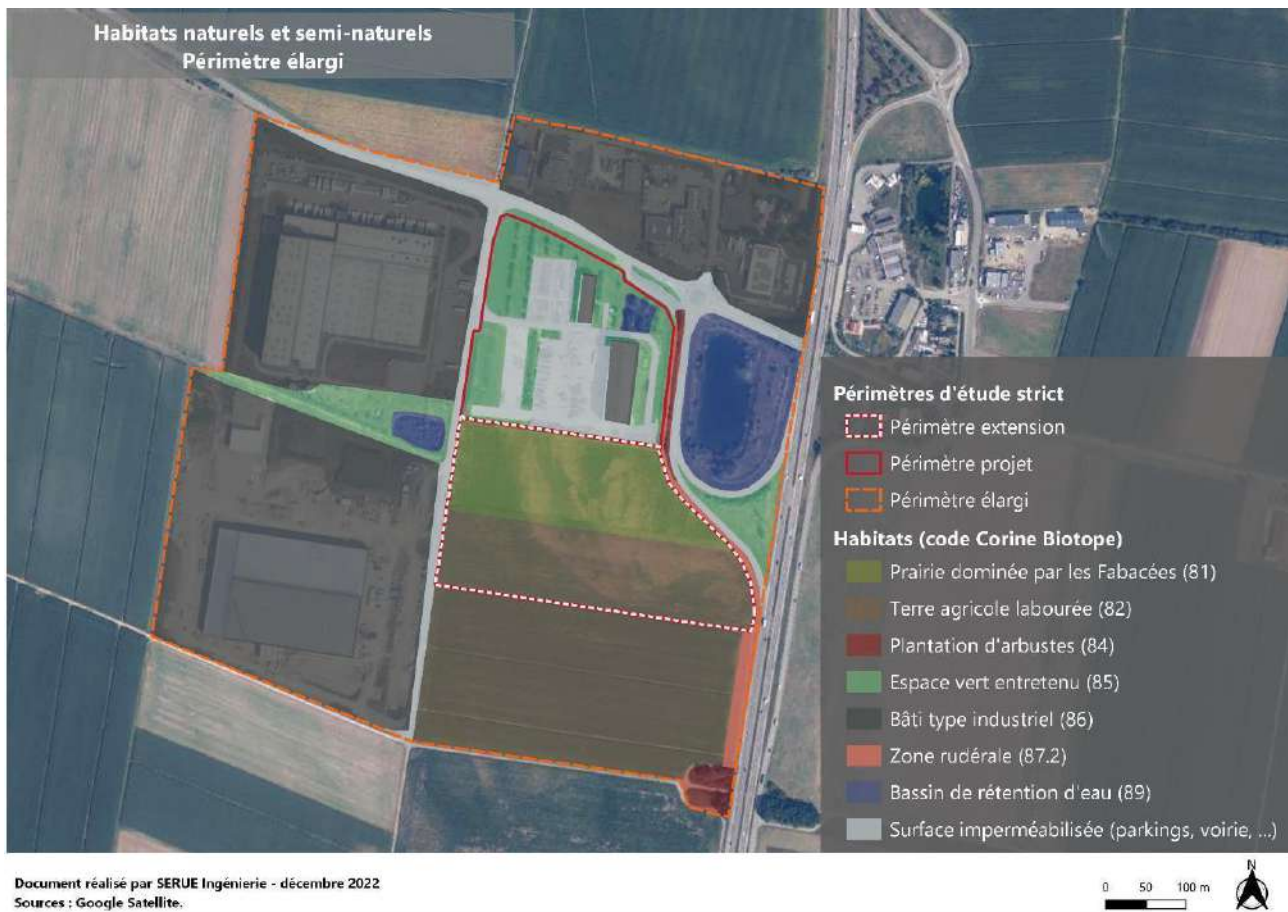 Habitats naturels et semi-naturels
Périmètre élargi
Périmètres d'étude strict
Périmètre extension
Périmètre projet
Périmètre élargi
Habitats (code Corine Biotope)
Prairie dominée par les Fabacées (81)
Terre agricole labourée (82)
Plantation d'arbustes (84)
Espace vert entretenu (85)
Bâti type industriel (86)
Zone rudérale (87.2)
Bassin de rétention d'eau (89)
Surface imperméabilisée (parkings, voirie, ...)
Document réalisé par SERUE Ingénierie - décembre 2022
Sources : Google Satellite.
0 50 100 m
N